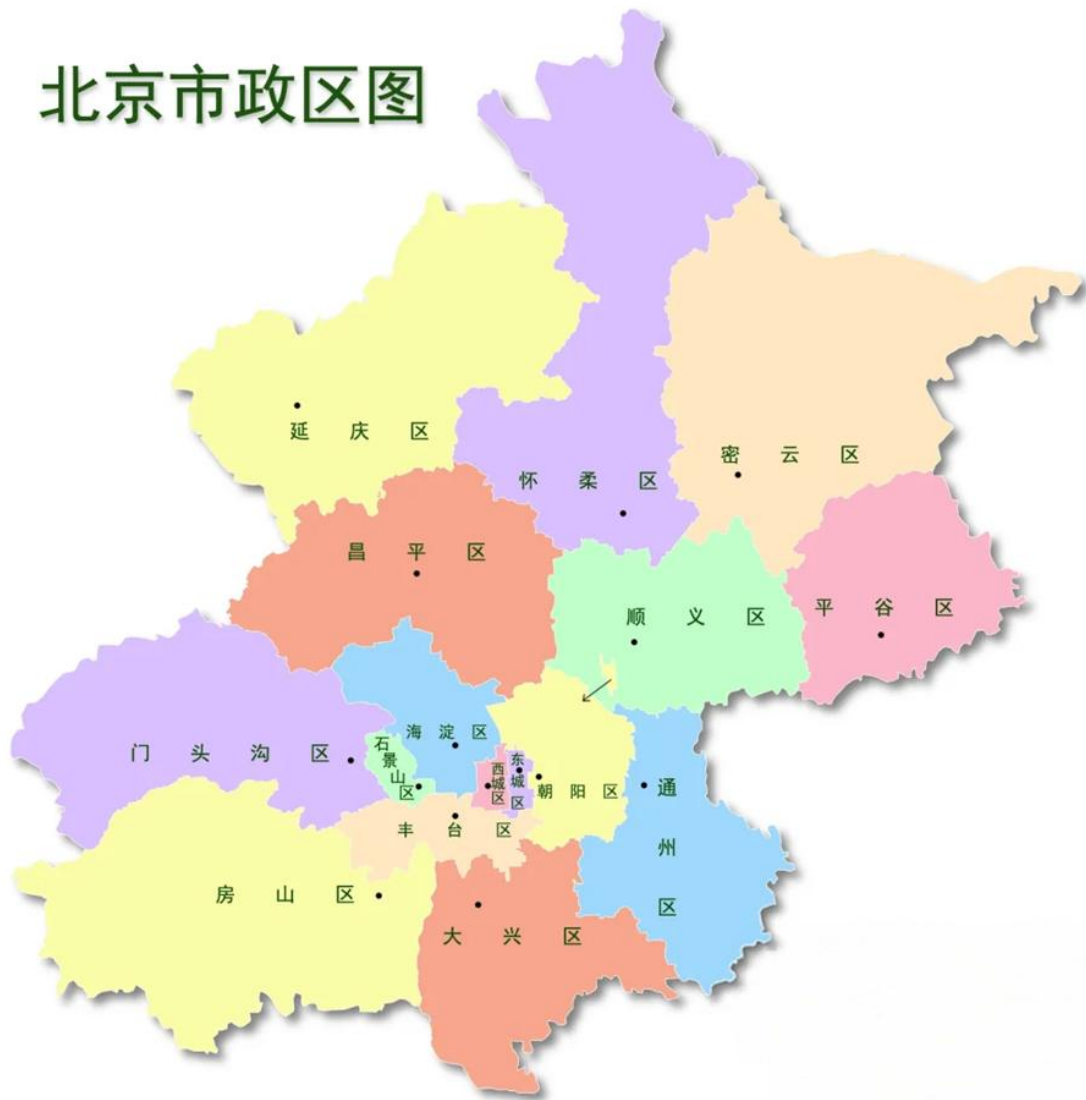 北京市政区图
延庆区
怀柔区
密云区
昌平区
顺义区
平谷区
门头沟区
海淀区
石景山区
西城区
东城区
朝阳区
通州区
丰台区
房山区
大兴区